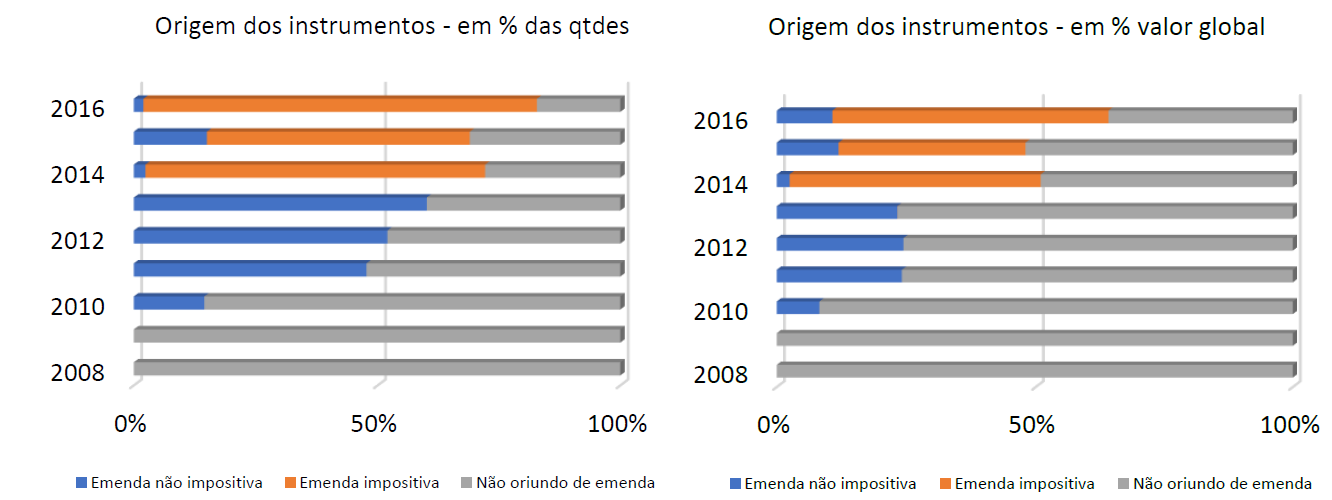 Origem dos instrumentos - em % das qtdes
2016
2014
2012
2010
2008
0% 50% 100%
Emenda não impositiva Emenda impositiva Não oriundo de emenda
Origem dos instrumentos - em % valor global
2016
2014
2012
2010
2008
0% 50% 100%
Emenda não impositiva Emenda impositiva Não oriundo de emenda